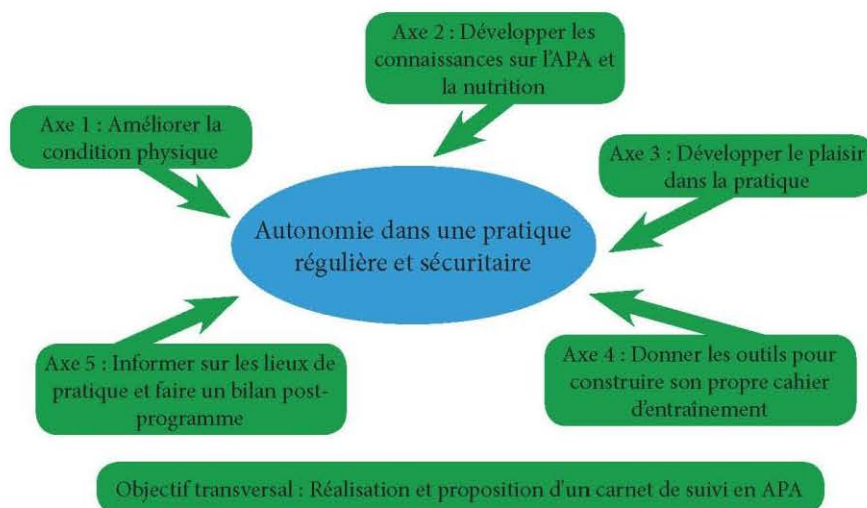 Axe 2 : Développer les
connaissances sur l'APA et
la nutrition
Axe 1 : Améliorer la
condition physique
Axe 3 : Développer le plaisir
dans la pratique
Autonomie dans une pratique
régulière et sécuritaire
Axe 5 : Informer sur les lieux de
pratique et faire un bilan post-
programme
Axe 4 : Donner les outils pour
construire son propre cahier
d'entraînement
Objectif transversal : Réalisation et proposition d'un carnet de suivi en APA